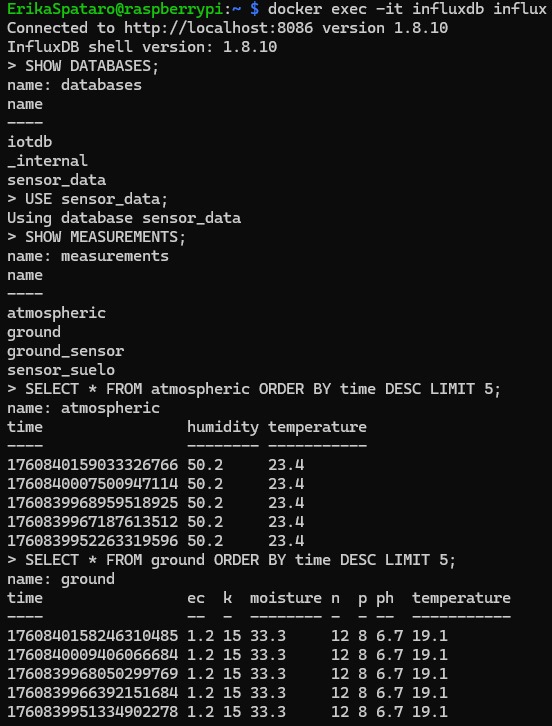 ErikaSpataro@raspberrypi:~ $ docker exec -it influxdb influx
Connected to http://localhost:8086 version 1.8.10
InfluxDB shell version: 1.8.10
> SHOW DATABASES;
name: databases
name
----
iotdb
_internal
sensor_data
> USE sensor_data;
Using database sensor_data
> SHOW MEASUREMENTS;
name: measurements
name
----
atmospheric
ground
ground_sensor
sensor_suelo
> SELECT * FROM atmospheric ORDER BY time DESC LIMIT 5;
name: atmospheric
time                humidity temperature
----                -------- -----------
1760840159033326766 50.2     23.4
1760840007500947114 50.2     23.4
1760839968959518925 50.2     23.4
1760839967187613512 50.2     23.4
1760839952263319596 50.2     23.4
> SELECT * FROM ground ORDER BY time DESC LIMIT 5;
name: ground
time                ec  k  moisture n  p ph  temperature
----                --  -  -------- -  - --  -----------
1760840158246310485 1.2 15 33.3     12 8 6.7 19.1
1760840009406066684 1.2 15 33.3     12 8 6.7 19.1
1760839968050299769 1.2 15 33.3     12 8 6.7 19.1
1760839966392151684 1.2 15 33.3     12 8 6.7 19.1
1760839951334902278 1.2 15 33.3     12 8 6.7 19.1